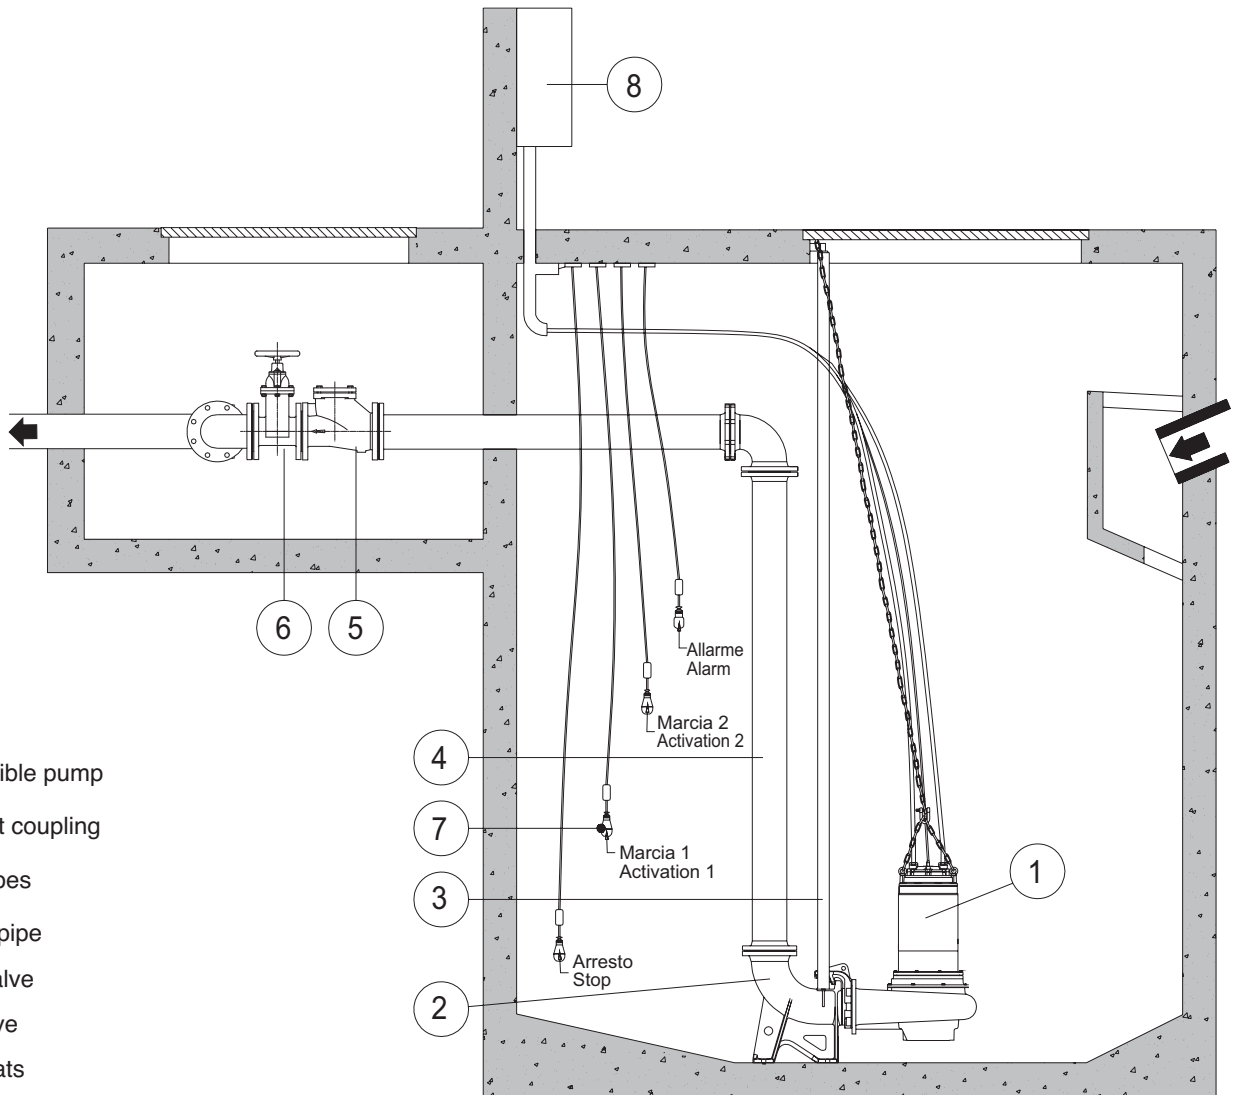 8
6
5
Allarme
Alarm
Marcia 2
Activation 2
4
7
Marcia 1
Activation 1
1
3
Arresto
Stop
2
ible pump
t coupling
pes
pipe
alve
ve
ats